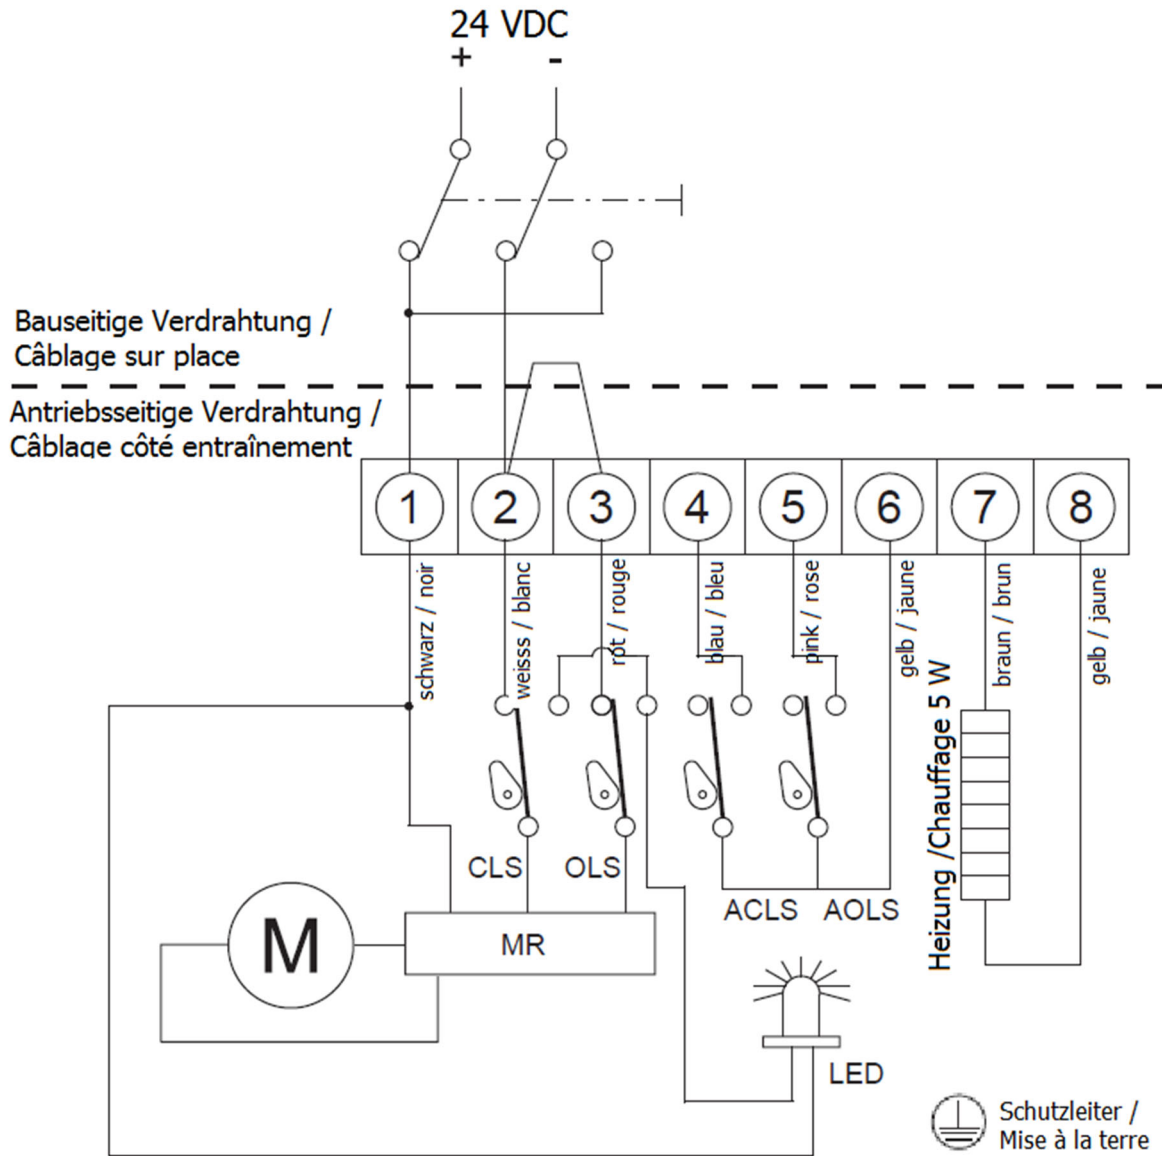 24 VDC
+ -
Bauseitige Verdrahtung /
Câblage sur place
Antriebsseitige Verdrahtung /
Câblage côté entraînement
1 2 3 4 5 6 7 8
schwarz / noir
weisss / blanc
rot / rouge
blau / bleu
pink / rose
gelb / jaune
braun / brun
gelb / jaune
Heizung /Chauffage 5 W
CLS OLS
ACLS AOLS
M
MR
LED
Schutzleiter /
Mise à la terre